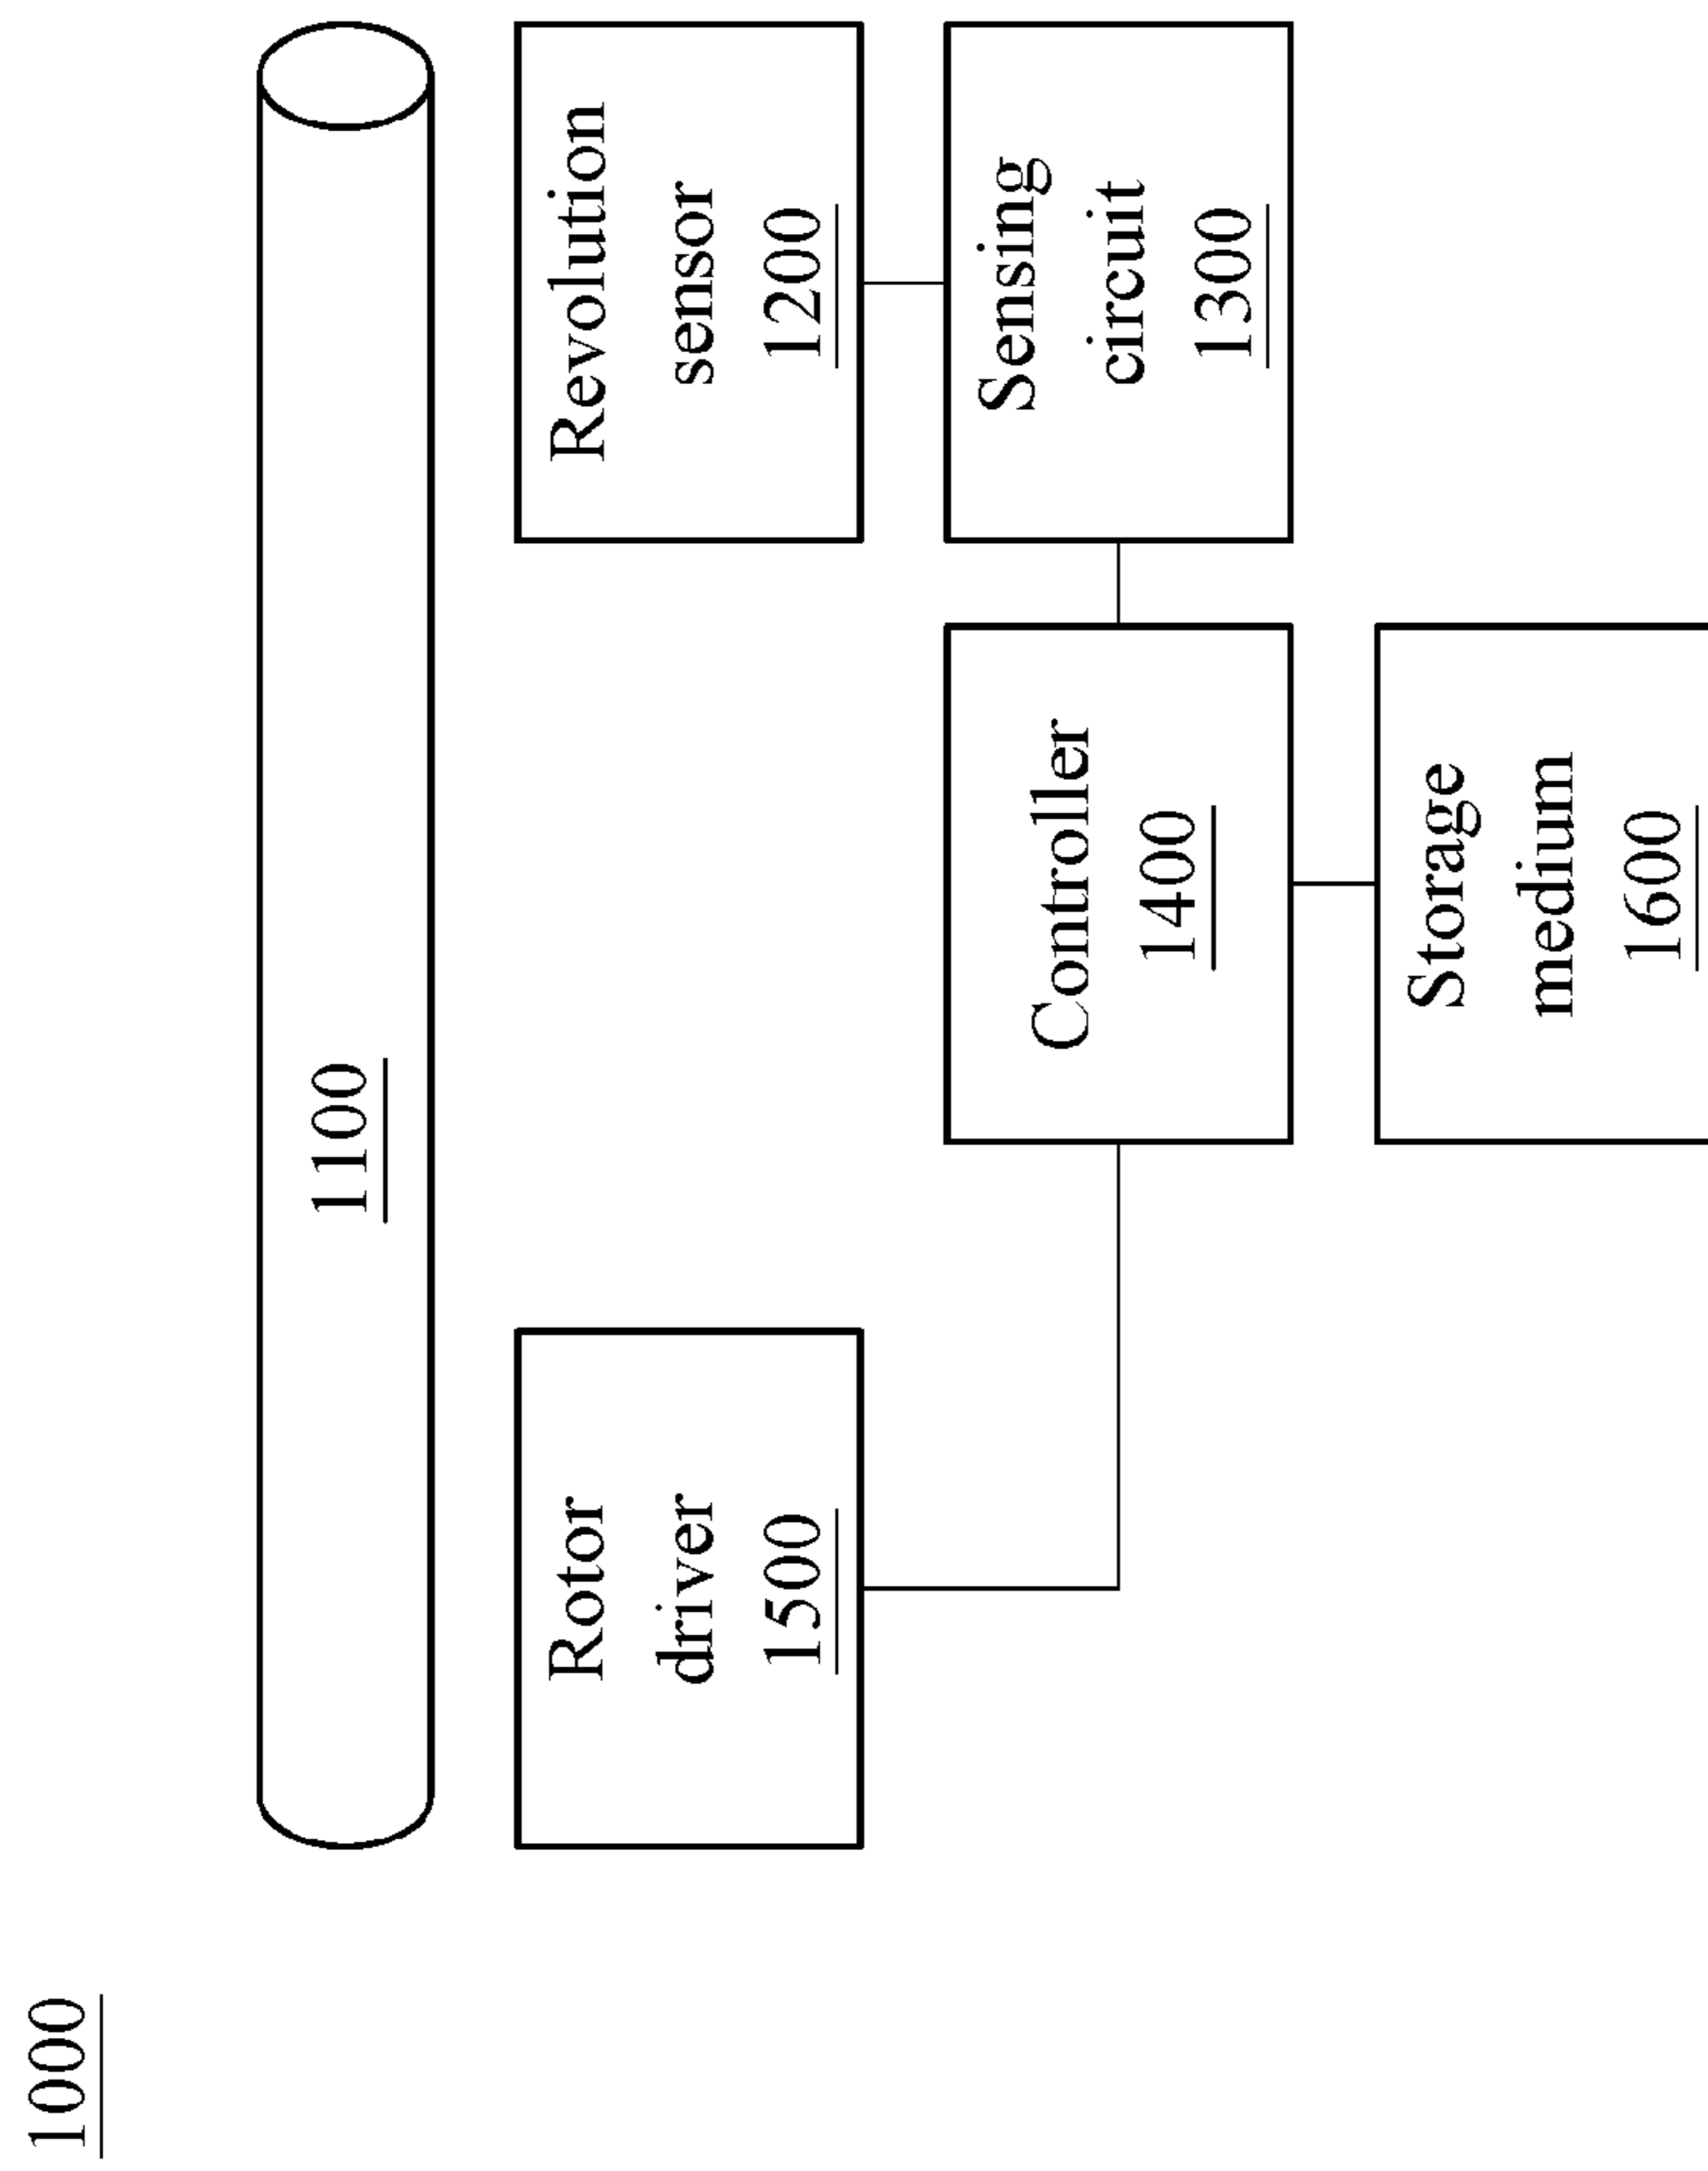 1000
1100
Rotor
driver
1500
Revolution
sensor
1200
Controller
1400
Sensing
circuit
1300
Storage
medium
1600